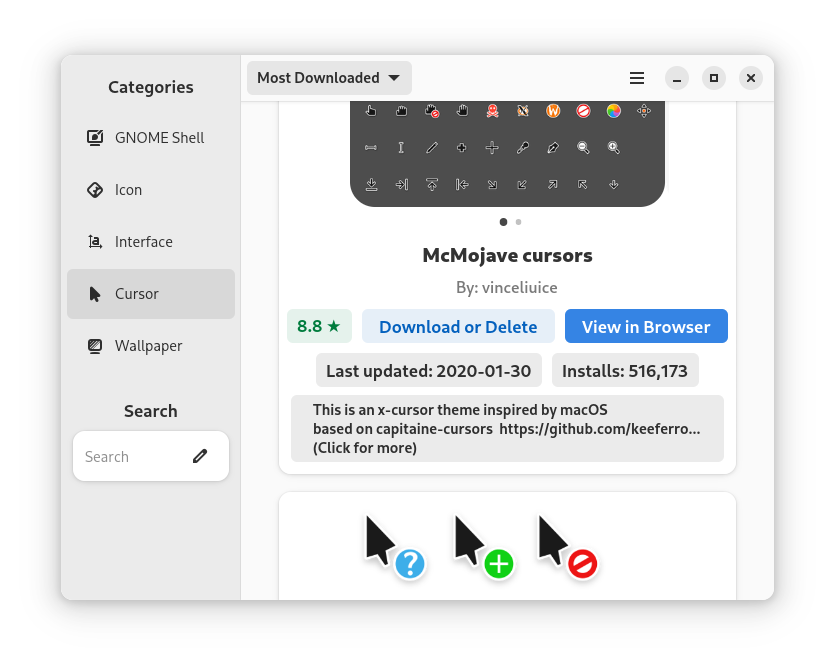 Categories
GNOME Shell
Icon
Interface
Cursor
Wallpaper
Search
Search
Most Downloaded
McMojave cursors
By: vinceliuice
8.8 ★
Download or Delete
View in Browser
Last updated: 2020-01-30
Installs: 516,173
This is an x-cursor theme inspired by macOS
based on capitaine-cursors  https://github.com/keeferro...
(Click for more)